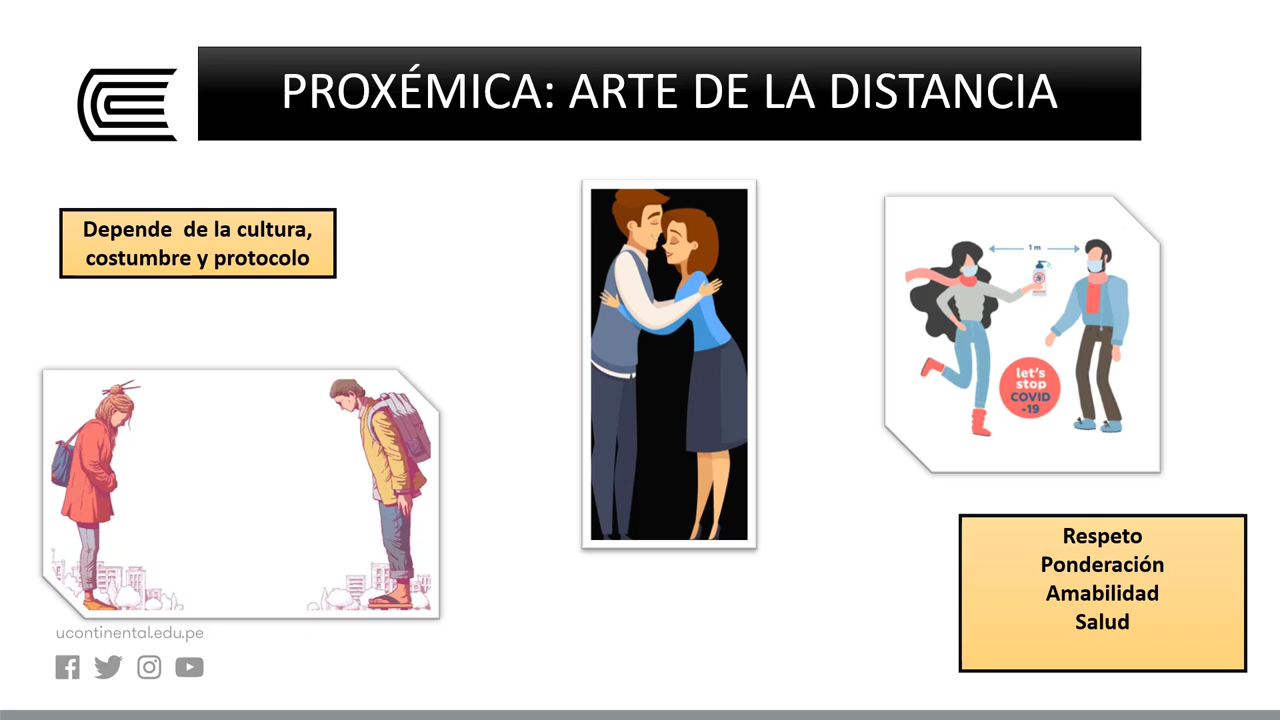 PROXÉMICA: ARTE DE LA DISTANCIA
Depende de la cultura,
costumbre y protocolo
1 m
let's
stop
COVID
-19
Respeto
Ponderación
Amabilidad
Salud
ucontinental.edu.pe